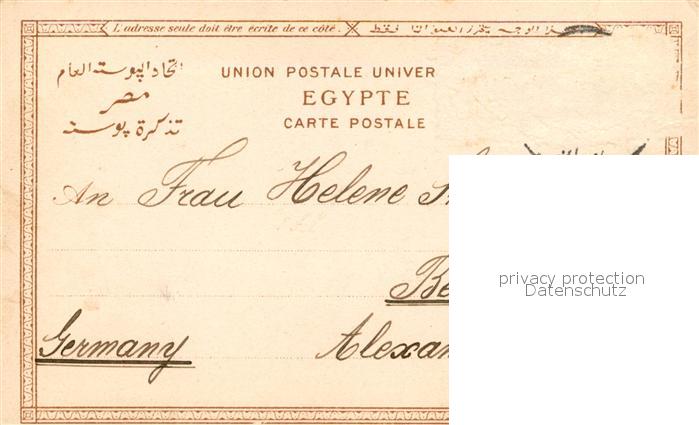 L'adresse seule doit être écrite de ce côté.
اتحاد البوستة العام
مصر
تذكرة بوستة
UNION POSTALE UNIVER
EGYPTE
CARTE POSTALE
An Frau Helene
Be
Germany Alexan
privacy protection
Datenschutz